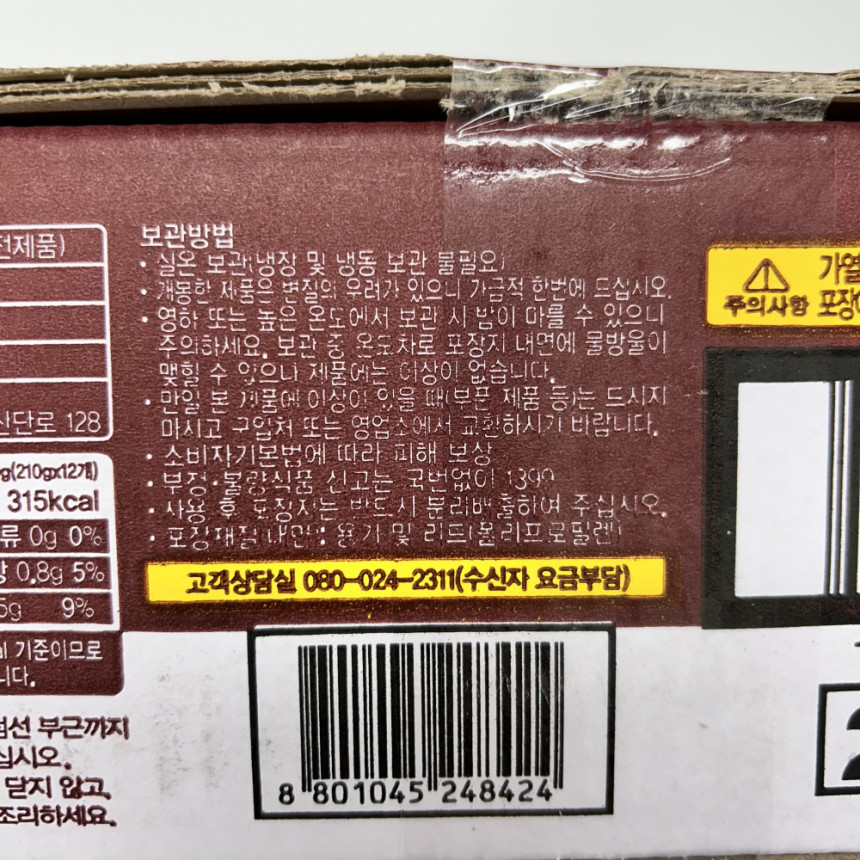 전제품)
산단로 128
g(210gx12개)
315kcal
류 0g 0%
0.8g 5%
5g 9%
기준이므로
니다.
점선 부근까지
십시오.
닫지 않고,
조리하세요.
보관방법
• 실온 보관(냉장 및 냉동 보관 불필요)
• 개봉한 제품은 변질의 우려가 있으니 가급적 한번에 드십시오.
• 영하 또는 높은 온도에서 보관 시 밥이 마를 수 있으니
주의하세요. 보관 중 온도차로 포장지 내면에 물방울이
맺힐 수 있으나 제품에는 이상이 없습니다.
• 만일 본 제품에 이상이 있을 때(부푼 제품 등)는 드시지
마시고 구입처 또는 영업소에서 교환하시기 바랍니다.
• 소비자기본법에 따라 피해 보상
• 부정·불량식품 신고는 국번없이 1399
• 사용 후 포장지는 반드시 분리배출하여 주십시오.
• 포장재질(내면) : 용기 및 리드(폴리프로필렌)
고객상담실 080-024-2311(수신자 요금부담)
8 801045 248424
가열
주의사항 포장